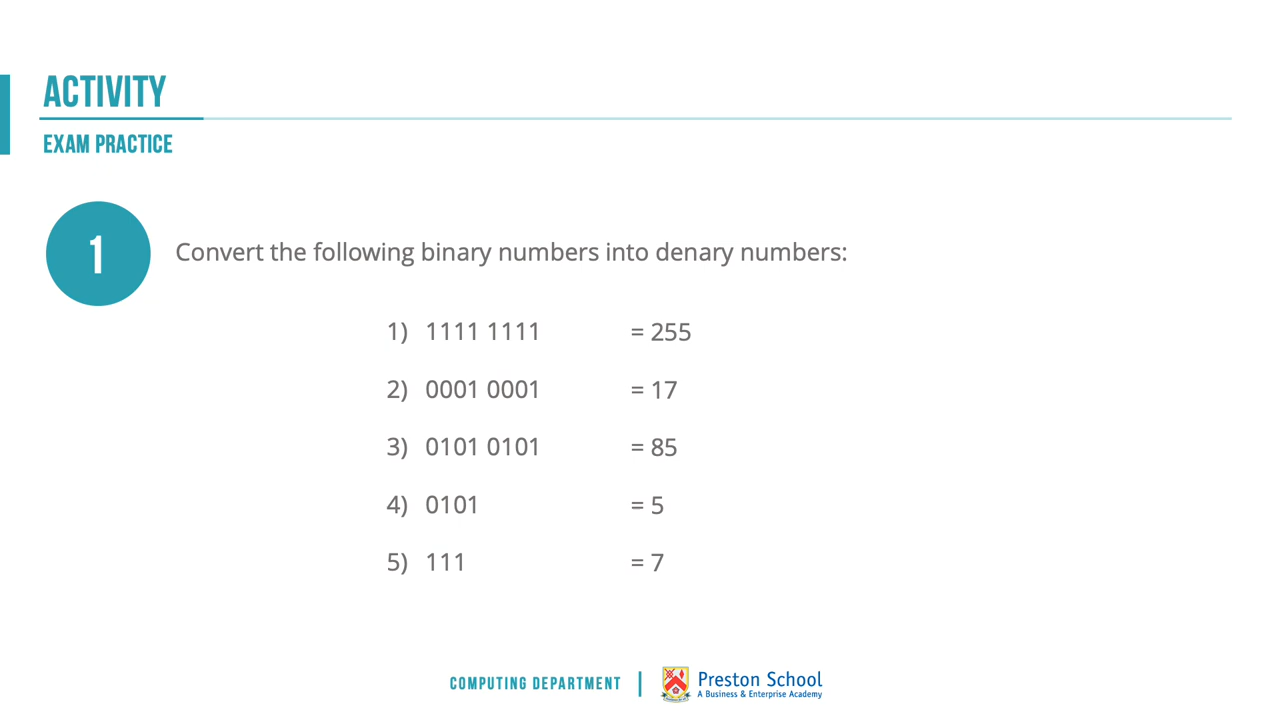 ACTIVITY
EXAM PRACTICE
1 Convert the following binary numbers into denary numbers:
1) 1111 1111 = 255
2) 0001 0001 = 17
3) 0101 0101 = 85
4) 0101 = 5
5) 111 = 7
COMPUTING DEPARTMENT | Preston School
A Business & Enterprise Academy